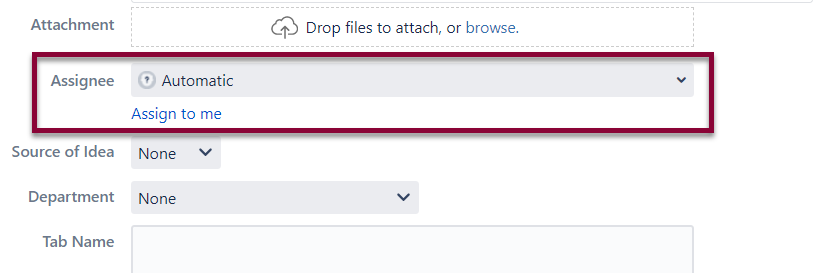 Attachment
Drop files to attach, or browse.
Assignee
? Automatic
Assign to me
Source of Idea
None
Department
None
Tab Name